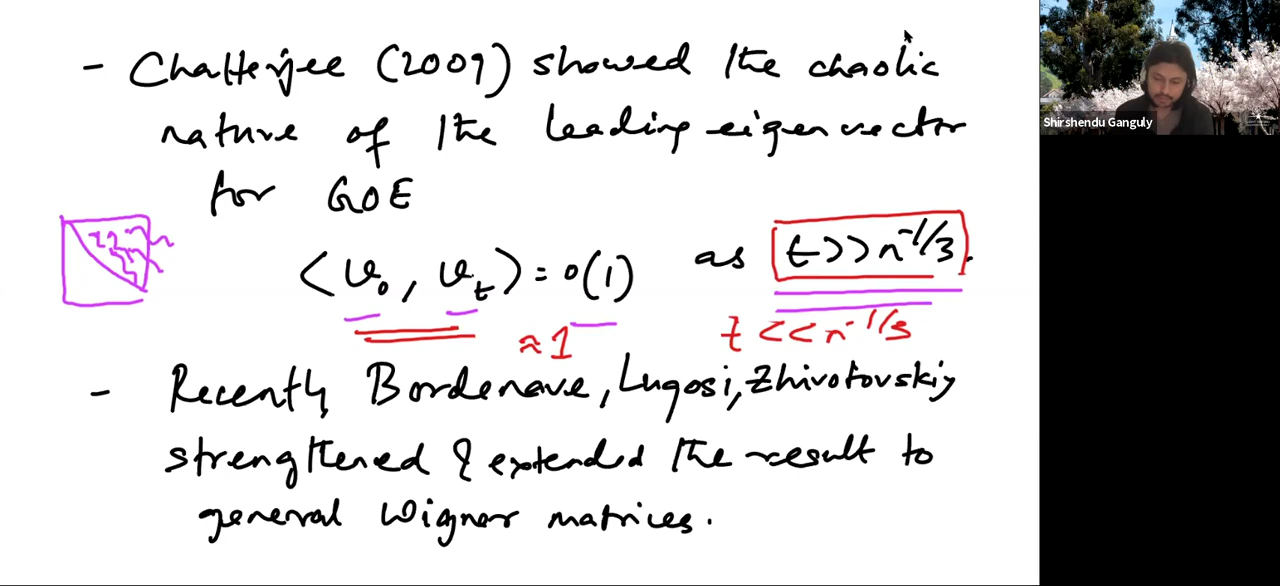 - Chatterjee (2009) showed the chaotic
nature of the leading eigenvector
for GOE
<v₀, v_t> = o(1) as t >> n^{-1/3}.
≈ 1 t << n^{-1/3}
- Recently Bordenave, Lugosi, Zhivotovskiy
strengthened & extended the result to
general Wigner matrices.
Shirshendu Ganguly